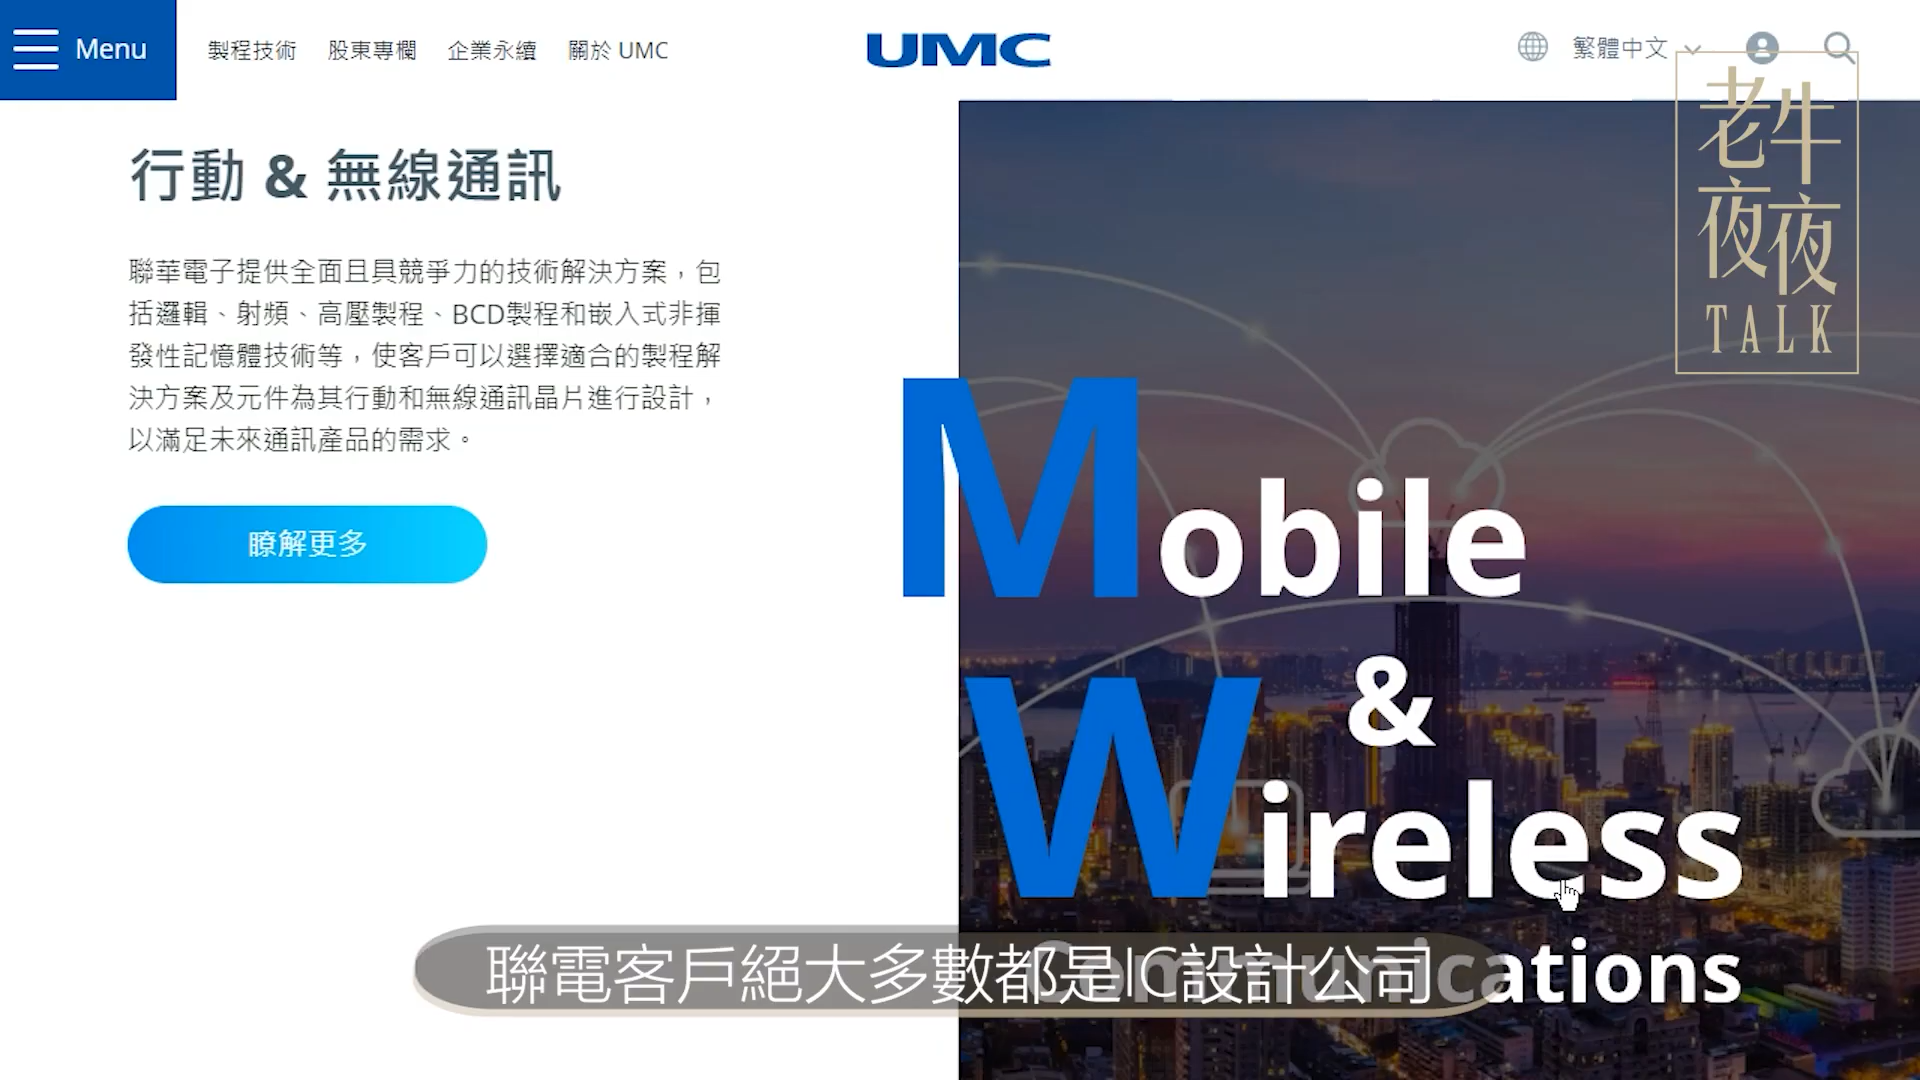 Menu
製程技術
股東專欄
企業永續
關於 UMC
UMC
繁體中文
老牛
夜夜
TALK
行動 & 無線通訊
聯華電子提供全面且具競爭力的技術解決方案，包
括邏輯、射頻、高壓製程、BCD製程和嵌入式非揮
發性記憶體技術等，使客戶可以選擇適合的製程解
決方案及元件為其行動和無線通訊晶片進行設計，
以滿足未來通訊產品的需求。
瞭解更多
Mobile
&
Wireless
Communications
聯電客戶絕大多數都是IC設計公司